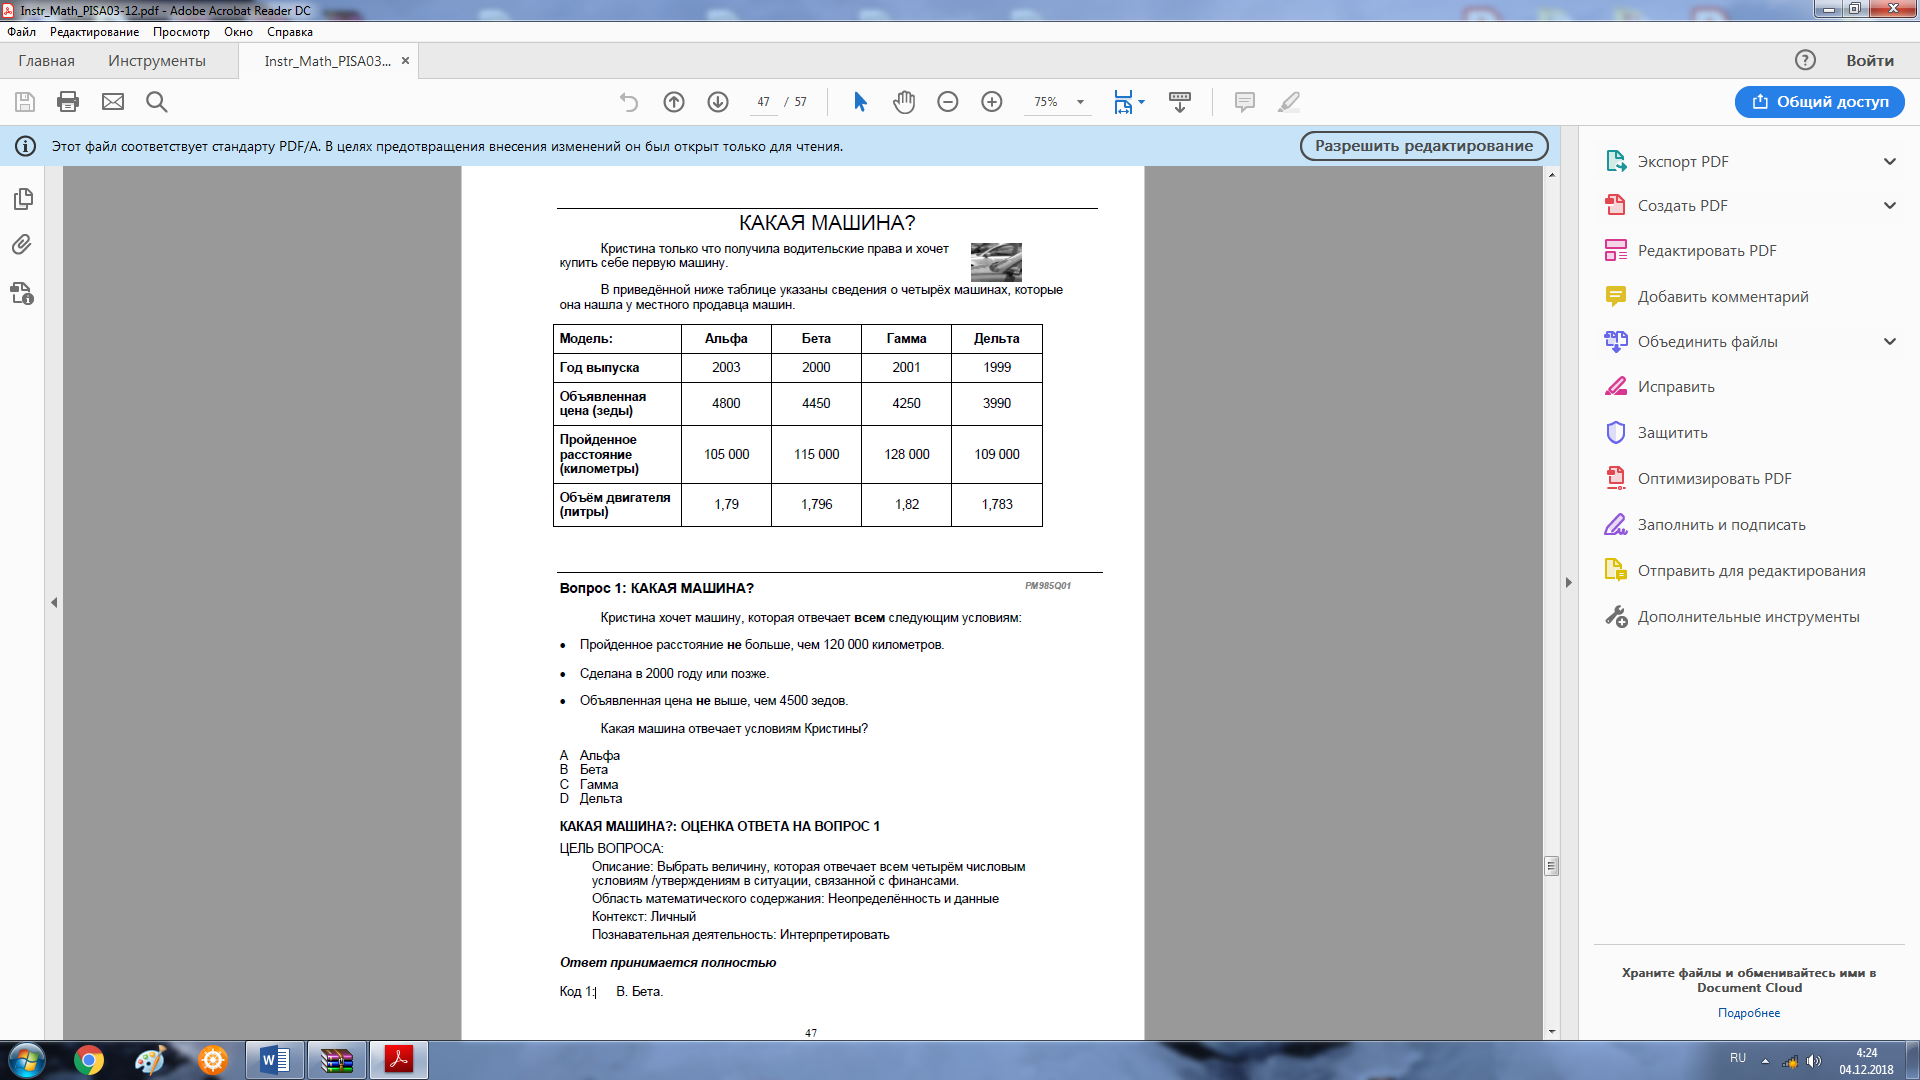 Instr_Math_PISA03-12.pdf - Adobe Acrobat Reader DC
Файл Редактирование Просмотр Окно Справка
Главная Инструменты Instr_Math_PISA03... × Войти
47 / 57 75% Общий доступ
Этот файл соответствует стандарту PDF/A. В целях предотвращения внесения изменений он был открыт только для чтения. Разрешить редактирование
КАКАЯ МАШИНА?
Кристина только что получила водительские права и хочет
купить себе первую машину.
В приведённой ниже таблице указаны сведения о четырёх машинах, которые
она нашла у местного продавца машин.
Модель: Альфа Бета Гамма Дельта
Год выпуска 2003 2000 2001 1999
Объявленная
цена (зеды) 4800 4450 4250 3990
Пройденное
расстояние
(километры) 105 000 115 000 128 000 109 000
Объём двигателя
(литры) 1,79 1,796 1,82 1,783
Вопрос 1: КАКАЯ МАШИНА? PM985Q01
Кристина хочет машину, которая отвечает всем следующим условиям:
• Пройденное расстояние не больше, чем 120 000 километров.
• Сделана в 2000 году или позже.
• Объявленная цена не выше, чем 4500 зедов.
Какая машина отвечает условиям Кристины?
A Альфа
B Бета
C Гамма
D Дельта
КАКАЯ МАШИНА?: ОЦЕНКА ОТВЕТА НА ВОПРОС 1
ЦЕЛЬ ВОПРОСА:
Описание: Выбрать величину, которая отвечает всем четырём числовым
условиям /утверждениям в ситуации, связанной с финансами.
Область математического содержания: Неопределённость и данные
Контекст: Личный
Познавательная деятельность: Интерпретировать
Ответ принимается полностью
Код 1: B. Бета.
47
Экспорт PDF
Создать PDF
Редактировать PDF
Добавить комментарий
Объединить файлы
Исправить
Защитить
Оптимизировать PDF
Заполнить и подписать
Отправить для редактирования
Дополнительные инструменты
Храните файлы и обменивайтесь ими в
Document Cloud
Подробнее
RU 4:24
04.12.2018